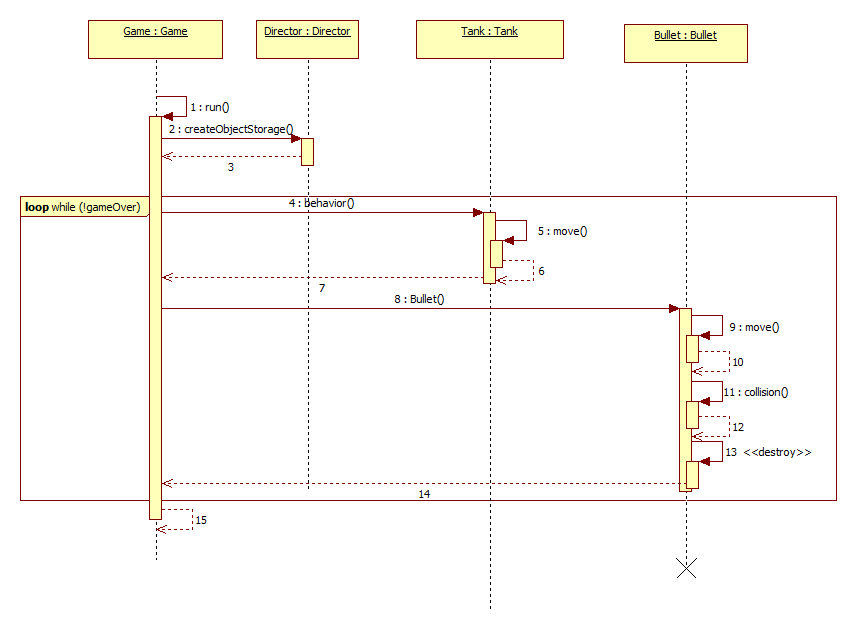 Game : Game
Director : Director
Tank : Tank
Bullet : Bullet
1 : run()
2 : createObjectStorage()
3
loop while (!gameOver)
4 : behavior()
5 : move()
6
7
8 : Bullet()
9 : move()
10
11 : collision()
12
13 <<destroy>>
14
15